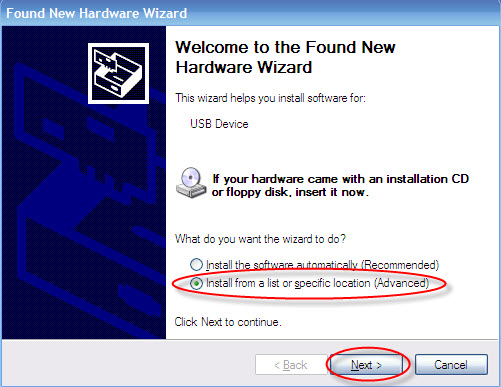 Found New Hardware Wizard
Welcome to the Found New
Hardware Wizard
This wizard helps you install software for:
USB Device
If your hardware came with an installation CD
or floppy disk, insert it now.
What do you want the wizard to do?
Install the software automatically (Recommended)
Install from a list or specific location (Advanced)
Click Next to continue.
< Back Next > Cancel